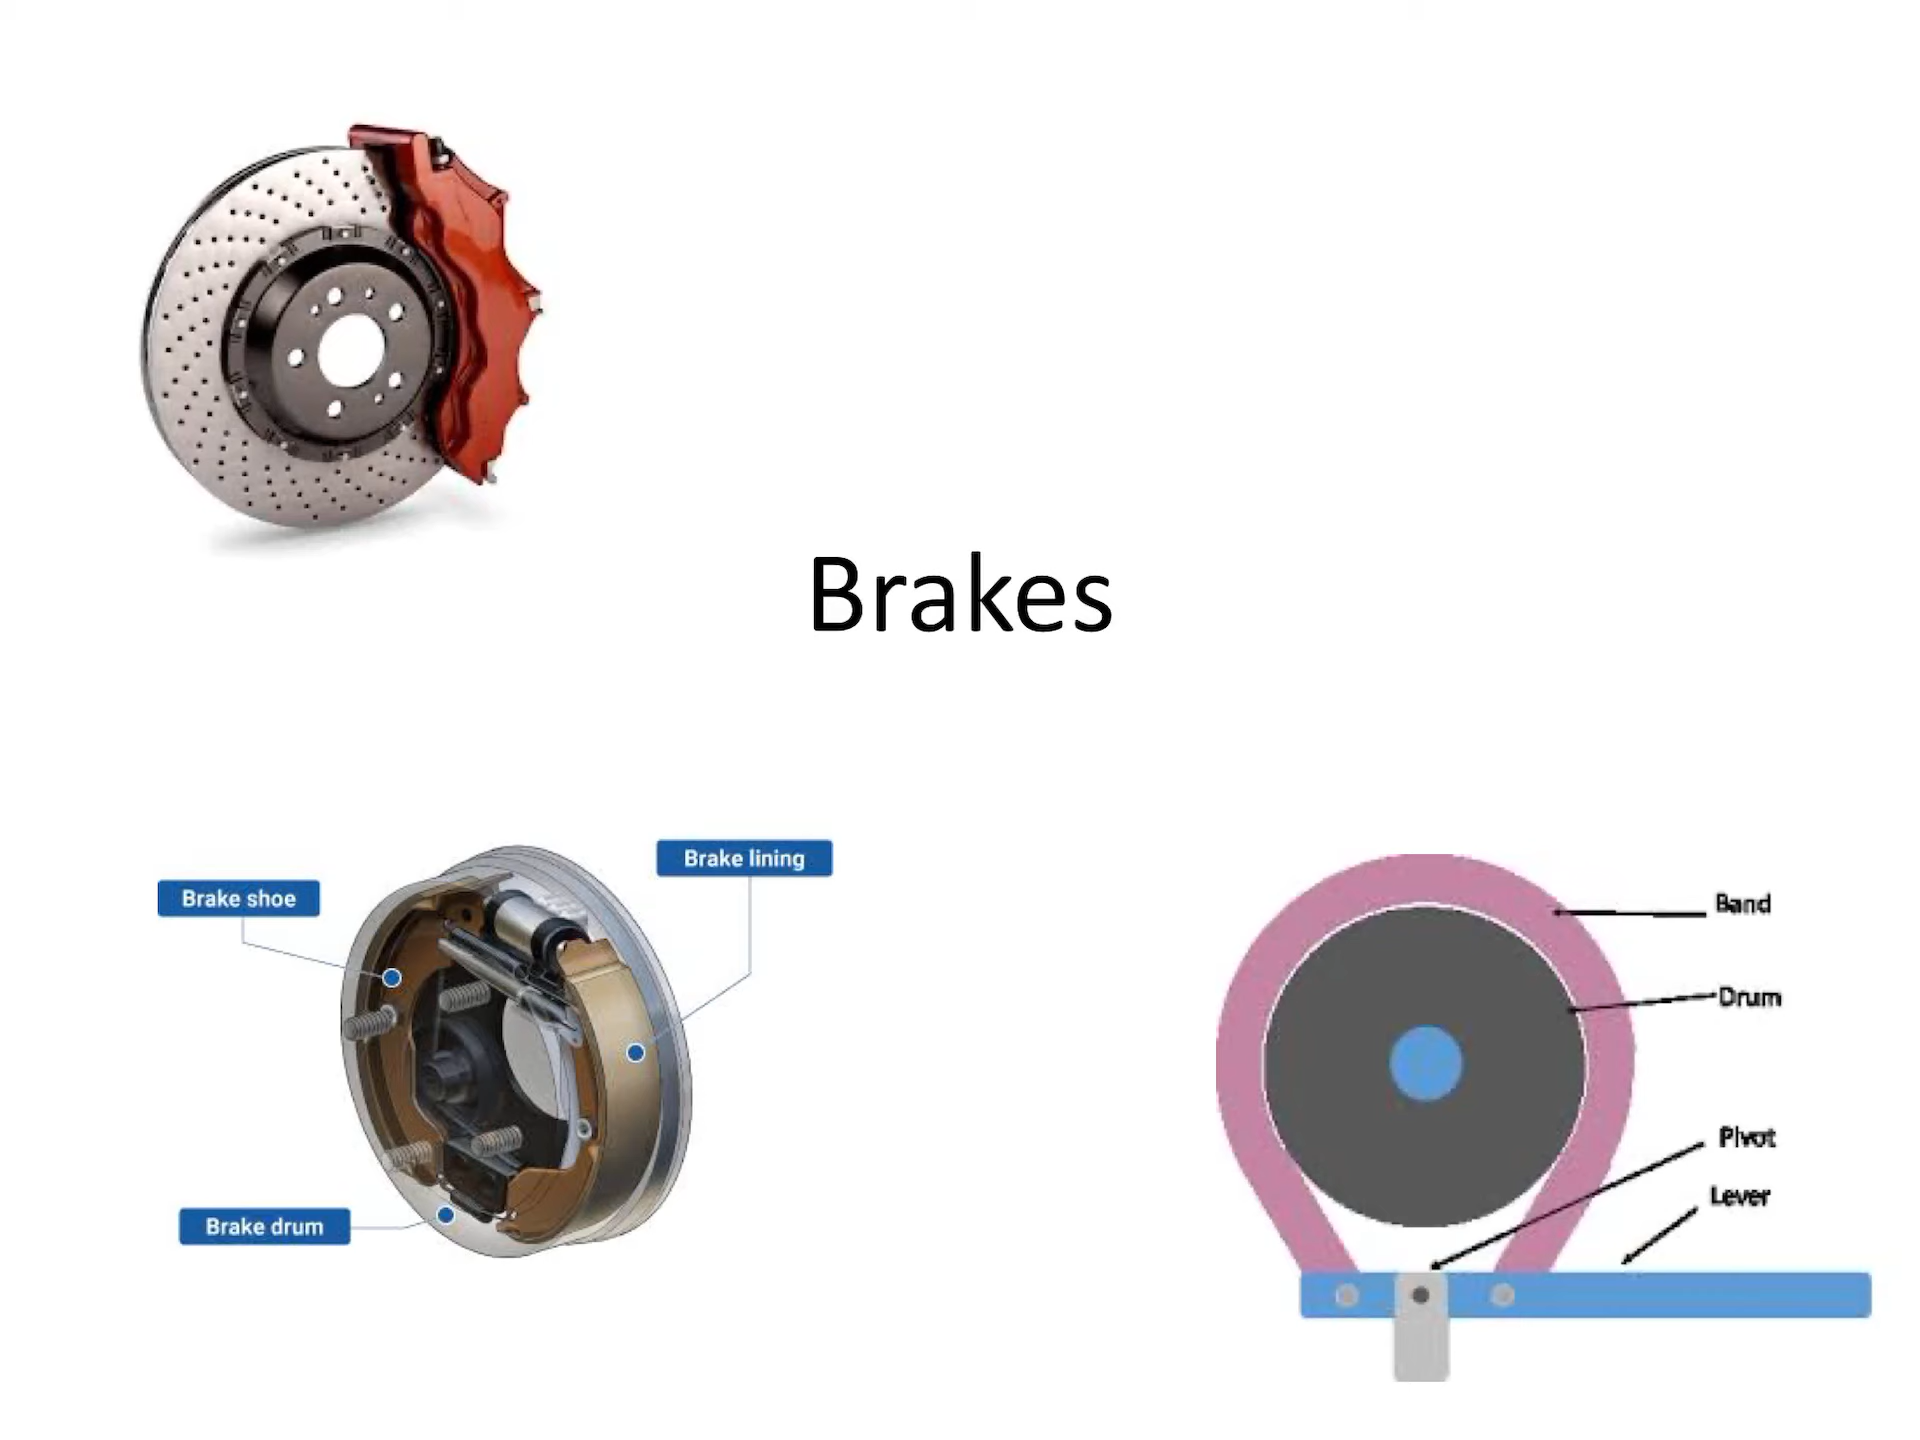 Brakes
Brake lining
Brake shoe
Brake drum
Band
Drum
Pivot
Lever